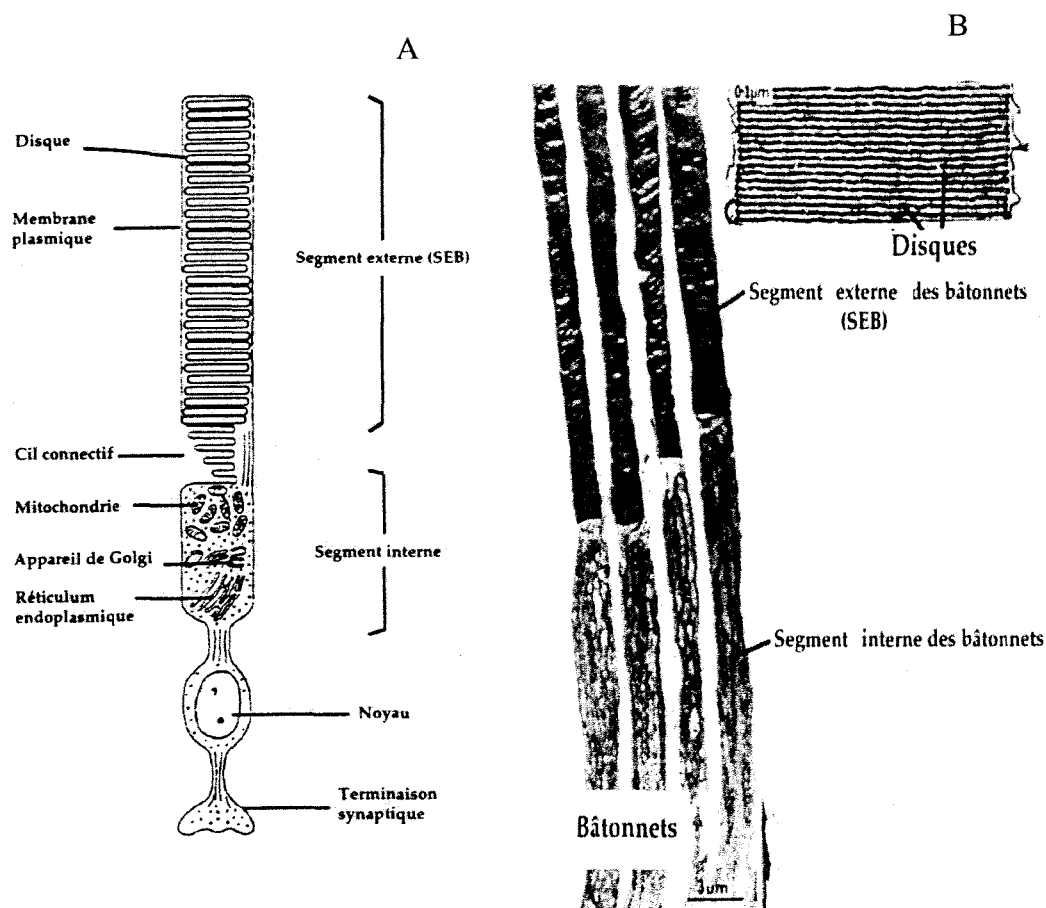 A
B
Disque
Membrane
plasmique
Segment externe (SEB)
Cil connectif
Mitochondrie
Appareil de Golgi
Segment interne
Réticulum
endoplasmique
Noyau
Terminaison
synaptique
0·1µm
Disques
Segment externe des bâtonnets
(SEB)
Segment interne des bâtonnets
Bâtonnets
1µm